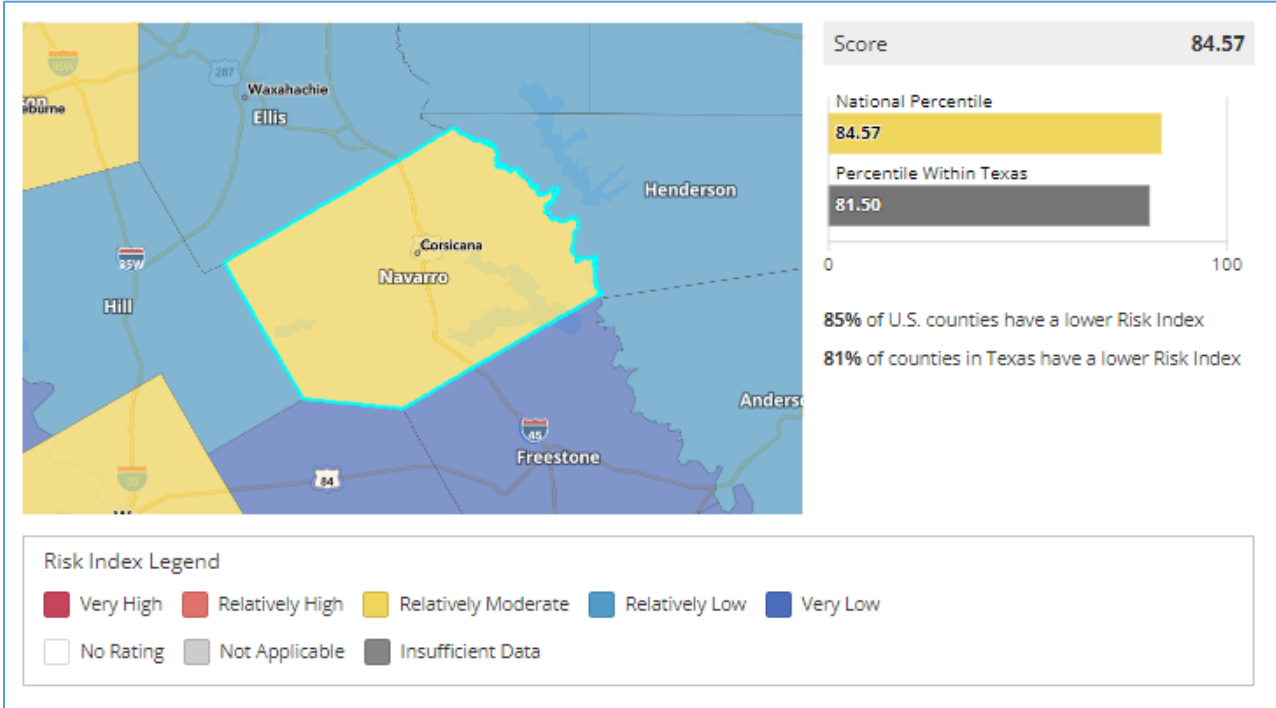 35W
287
Waxahachie
Ellis
eburne
Henderson
Corsicana
Navarro
35W
Hill
Anders
45
Freestone
84
35
Score 84.57
National Percentile
84.57
Percentile Within Texas
81.50
0 100
85% of U.S. counties have a lower Risk Index
81% of counties in Texas have a lower Risk Index
Risk Index Legend
Very High Relatively High Relatively Moderate Relatively Low Very Low
No Rating Not Applicable Insufficient Data